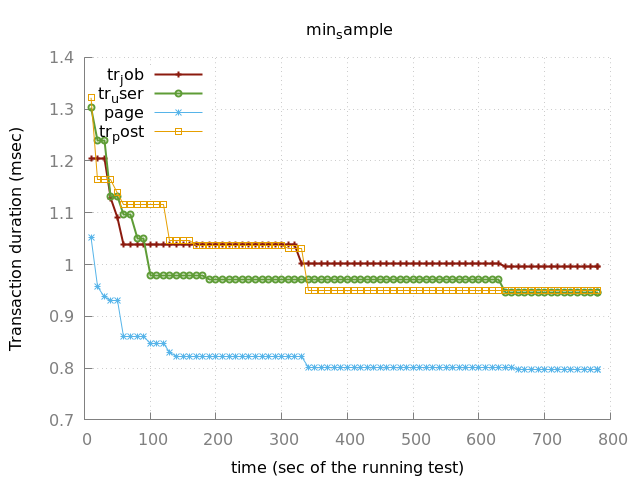 min_sample
tr_job
tr_user
page
tr_post
Transaction duration (msec)
1.4
1.3
1.2
1.1
1
0.9
0.8
0.7
0 100 200 300 400 500 600 700 800
time (sec of the running test)